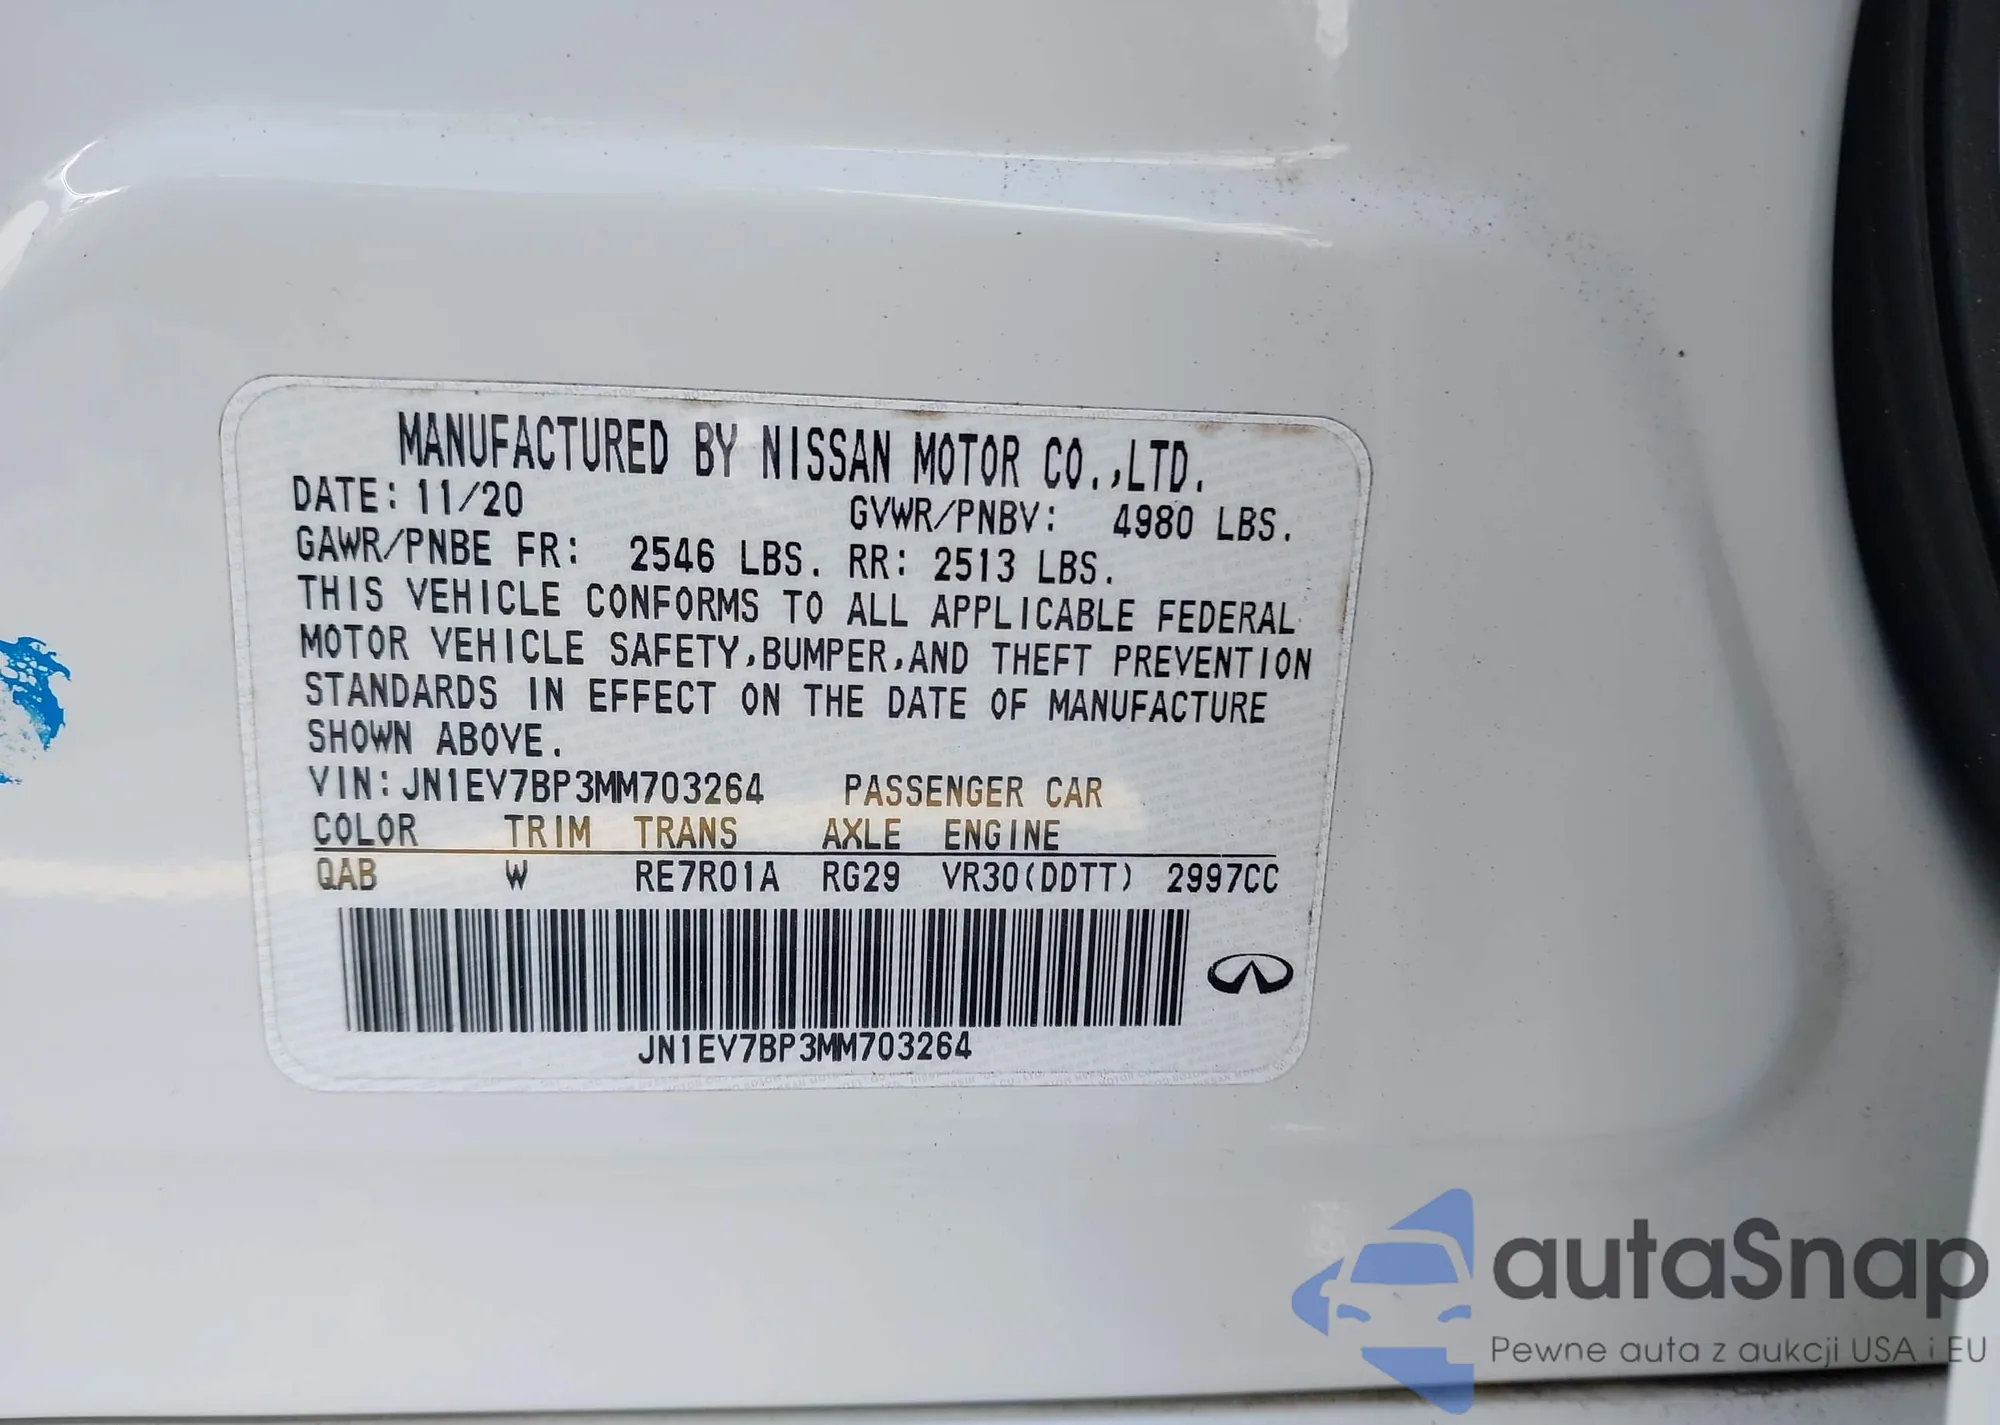 MANUFACTURED BY NISSAN MOTOR CO.,LTD.
DATE: 11/20 GVWR/PNBV: 4980 LBS.
GAWR/PNBE FR: 2546 LBS. RR: 2513 LBS.
THIS VEHICLE CONFORMS TO ALL APPLICABLE FEDERAL
MOTOR VEHICLE SAFETY,BUMPER,AND THEFT PREVENTION
STANDARDS IN EFFECT ON THE DATE OF MANUFACTURE
SHOWN ABOVE.
VIN:JN1EV7BP3MM703264 PASSENGER CAR
COLOR TRIM TRANS AXLE ENGINE
QAB W RE7R01A RG29 VR30(DDTT) 2997CC
JN1EV7BP3MM703264
autaSnap
Pewne auta z aukcji USA i EU